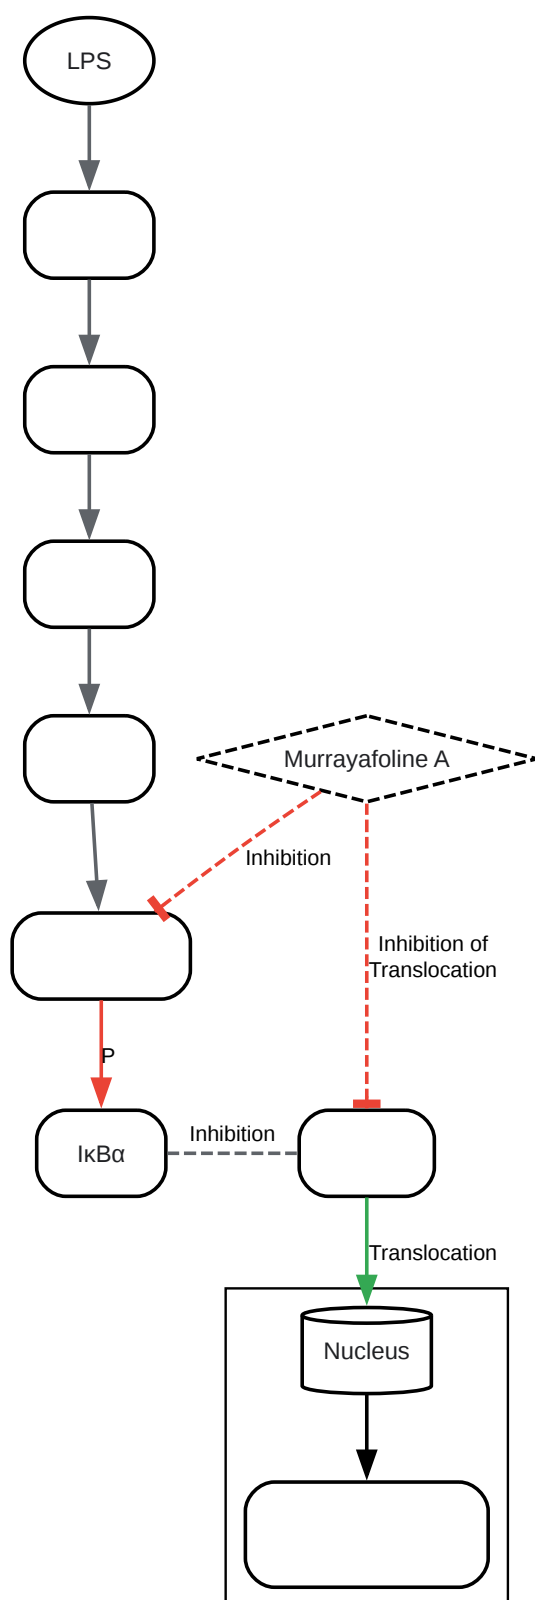 LPS
Murrayafoline A
Inhibition
Inhibition of
Translocation
P
IκBα
Inhibition
Translocation
Nucleus